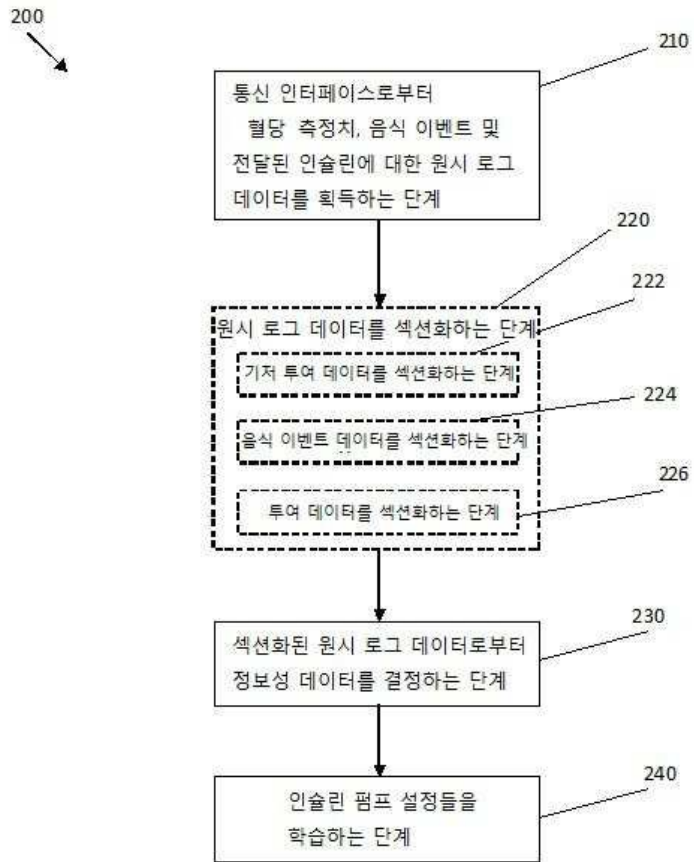 200
210
통신 인터페이스로부터
혈당 측정치, 음식 이벤트 및
전달된 인슐린에 대한 원시 로그
데이터를 획득하는 단계
220
222
원시 로그 데이터를 섹션화하는 단계
기저 투여 데이터를 섹션화하는 단계
224
음식 이벤트 데이터를 섹션화하는 단계
226
투여 데이터를 섹션화하는 단계
230
섹션화된 원시 로그 데이터로부터
정보성 데이터를 결정하는 단계
240
인슐린 펌프 설정들을
학습하는 단계